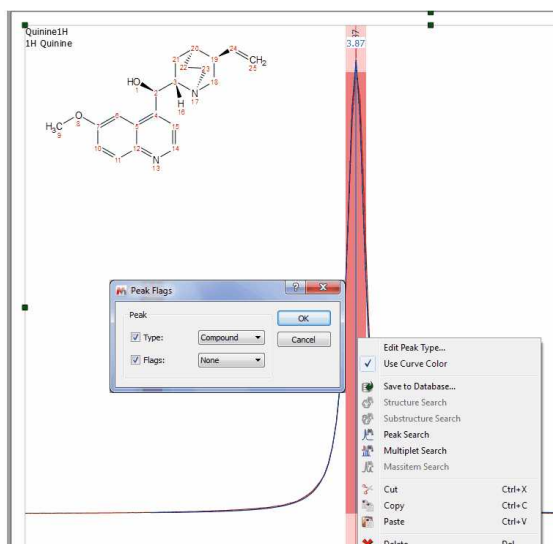 Quinine1H
1H Quinine
3.87
20
24
21
19
CH2
22
23
25
HO
3
18
1
2
N
H
17
16
O
6
4
15
H3C
8
7
5
9
10
12
14
11
N
13
Peak Flags
Peak
Type:
Compound
OK
Flags:
None
Cancel
Edit Peak Type...
Use Curve Color
Save to Database...
Structure Search
Substructure Search
Peak Search
Multiplet Search
Massitem Search
Cut Ctrl+X
Copy Ctrl+C
Paste Ctrl+V
Delete Del